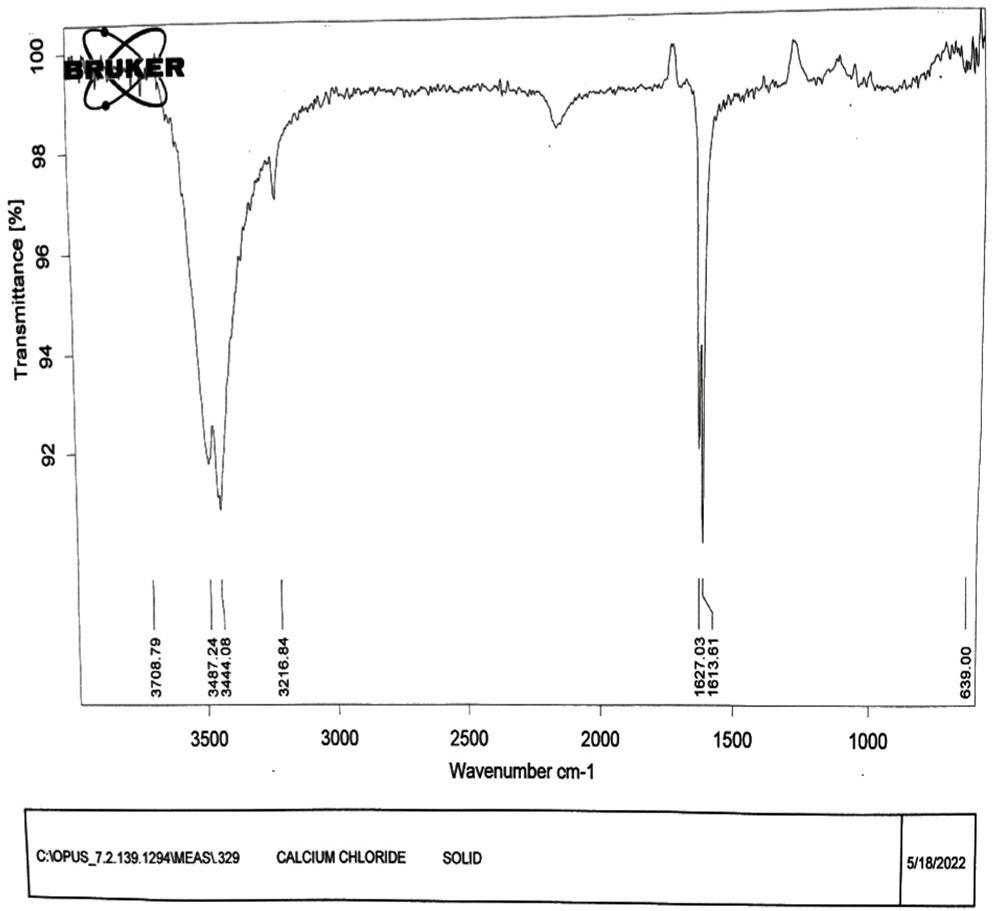 BRUKER
Transmittance [%]
100
98
96
94
92
3708.79
3487.24
3444.08
3216.84
1627.03
1613.61
639.00
3500 3000 2500 2000 1500 1000
Wavenumber cm-1
C:\OPUS_7.2.139.1294\MEAS\.329 CALCIUM CHLORIDE SOLID 5/18/2022